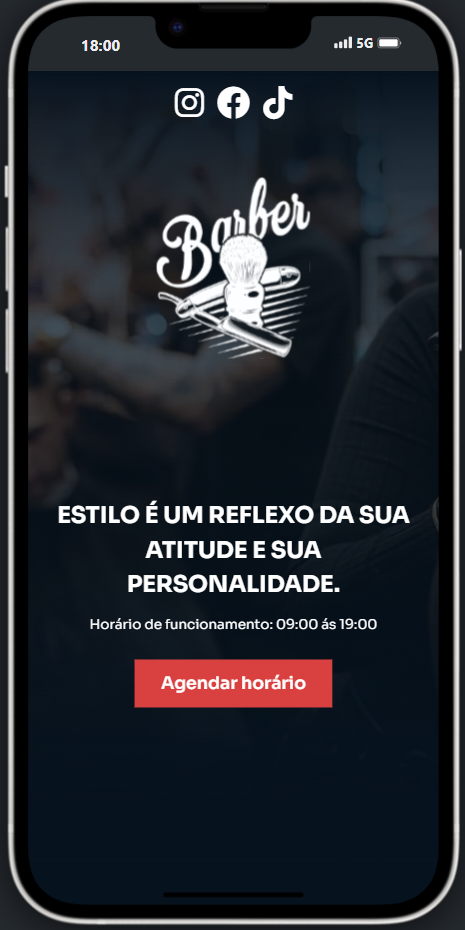 18:00
5G
Barber
ESTILO É UM REFLEXO DA SUA
ATITUDE E SUA
PERSONALIDADE.
Horário de funcionamento: 09:00 ás 19:00
Agendar horário